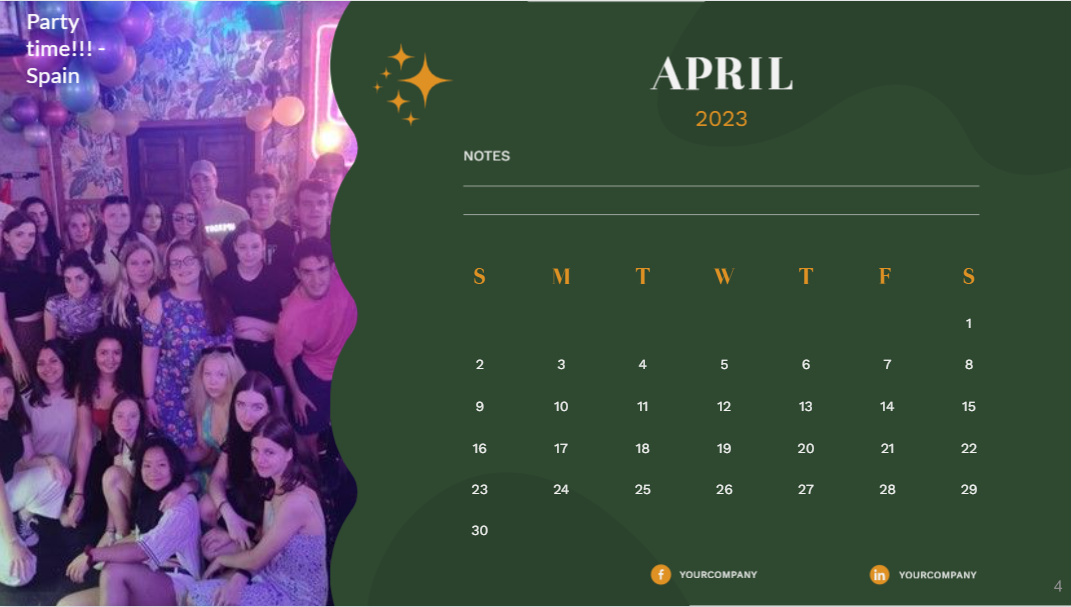 Party
time!!! -
Spain
APRIL
2023
NOTES
S M T W T F S
1
2 3 4 5 6 7 8
9 10 11 12 13 14 15
16 17 18 19 20 21 22
23 24 25 26 27 28 29
30
f YOURCOMPANY in YOURCOMPANY
4